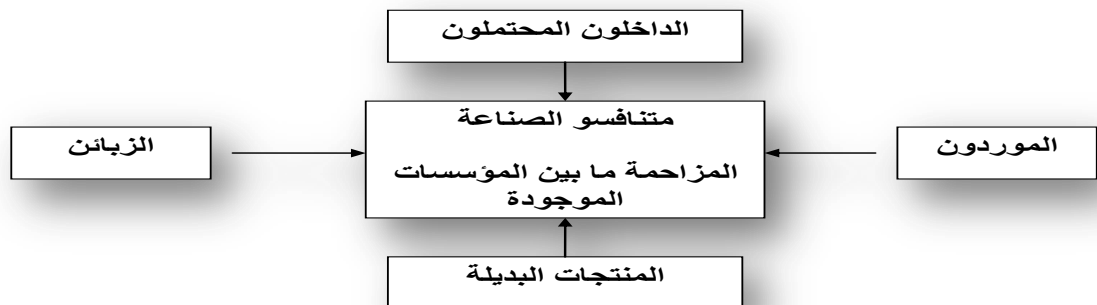 الداخلون المحتملون
متنافسو الصناعة
المزاحمة ما بين المؤسسات
الموجودة
الموردون
الزبائن
المنتجات البديلة